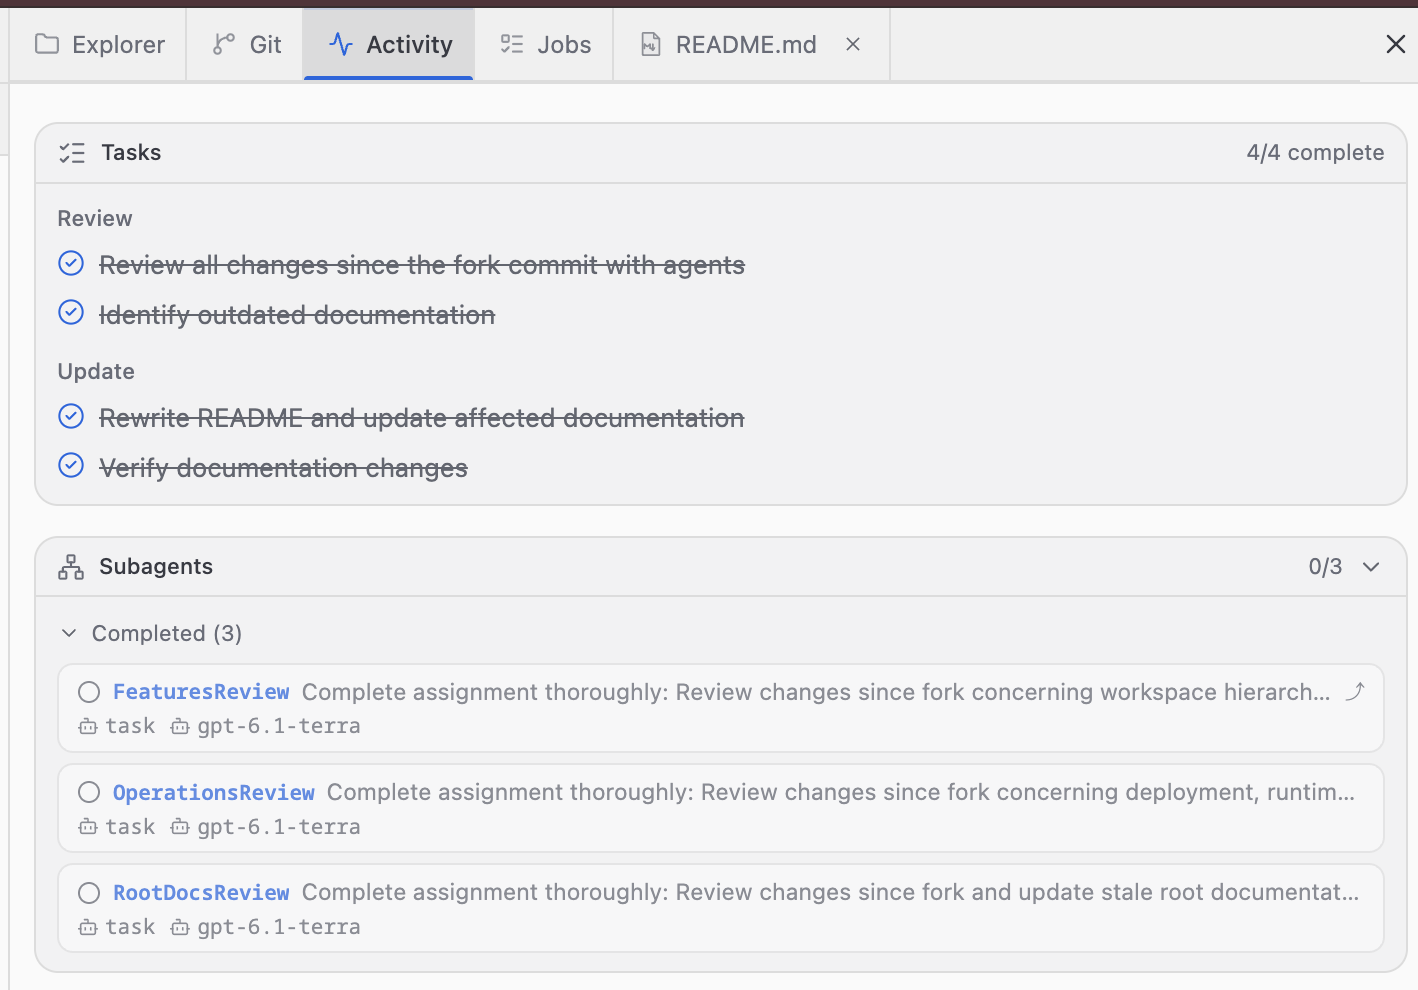 Explorer Git Activity Jobs README.md
Tasks 4/4 complete
Review
Review all changes since the fork commit with agents
Identify outdated documentation
Update
Rewrite README and update affected documentation
Verify documentation changes
Subagents 0/3
Completed (3)
FeaturesReview Complete assignment thoroughly: Review changes since fork concerning workspace hierarch...
task gpt-6.1-terra
OperationsReview Complete assignment thoroughly: Review changes since fork concerning deployment, runtim...
task gpt-6.1-terra
RootDocsReview Complete assignment thoroughly: Review changes since fork and update stale root documentat...
task gpt-6.1-terra